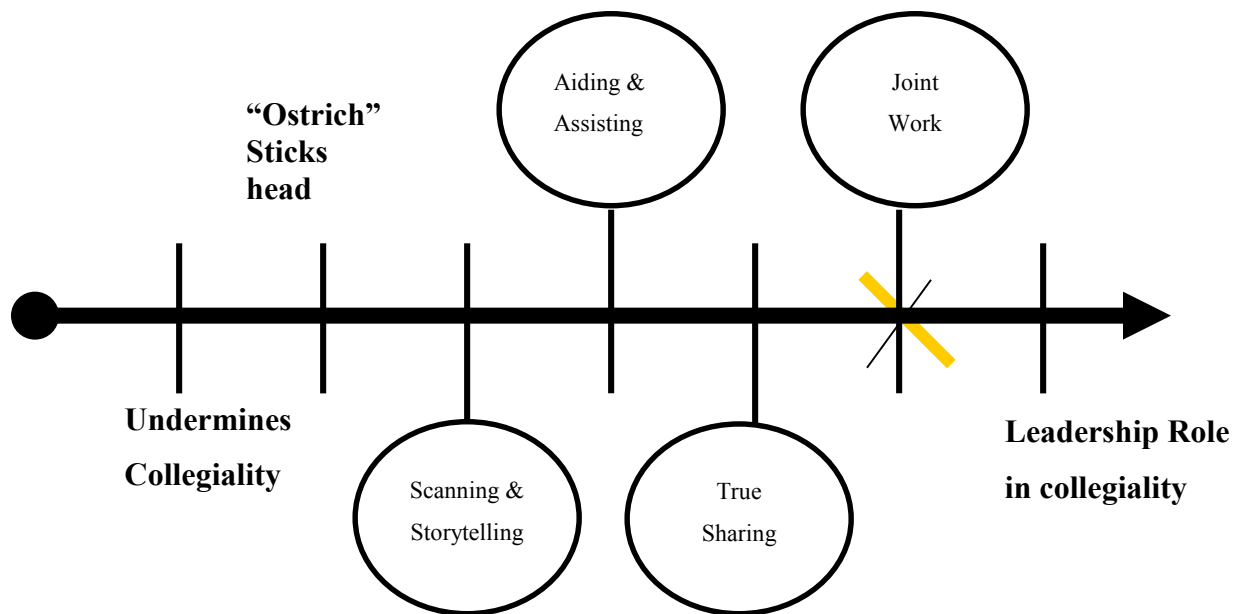 “Ostrich”
Sticks
head
Aiding &
Assisting
Joint
Work
Undermines
Collegiality
Scanning &
Storytelling
True
Sharing
Leadership Role
in collegiality